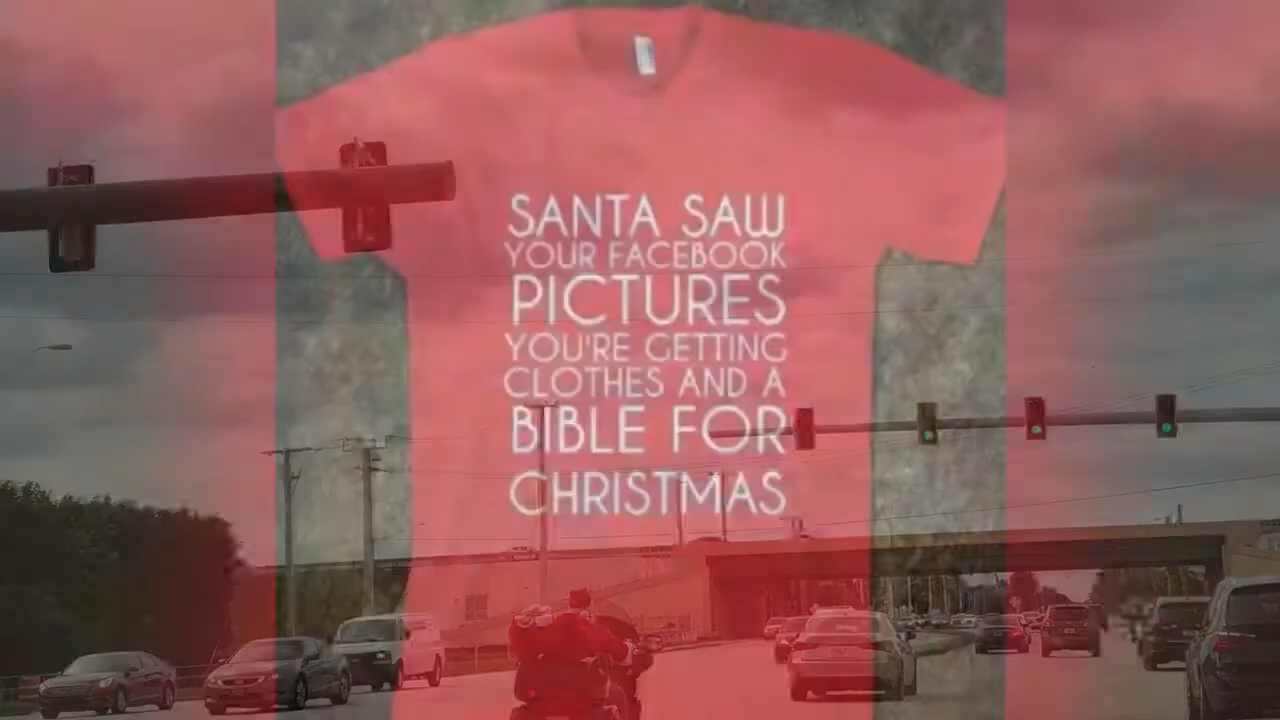 SANTA SAW
YOUR FACEBOOK
PICTURES
YOU'RE GETTING
CLOTHES AND A
BIBLE FOR
CHRISTMAS